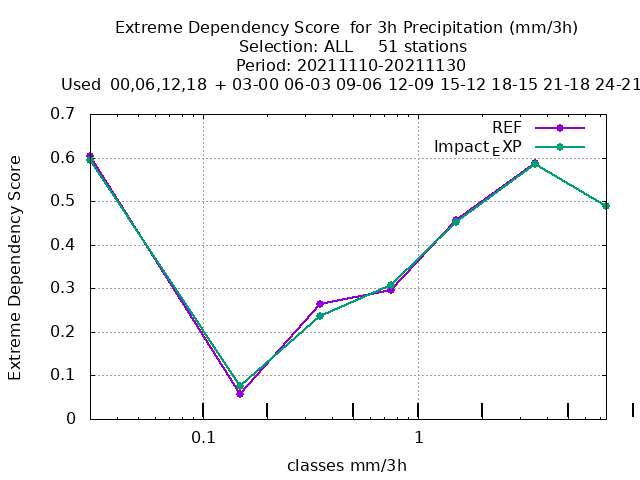 Extreme Dependency Score  for 3h Precipitation (mm/3h)
Selection: ALL     51 stations
Period: 20211110-20211130
Used  00,06,12,18  + 03-00 06-03 09-06 12-09 15-12 18-15 21-18 24-21
REF
Impact_EXP
0.7
0.6
0.5
0.4
0.3
0.2
0.1
0
Extreme Dependency Score
0.1 1
classes mm/3h